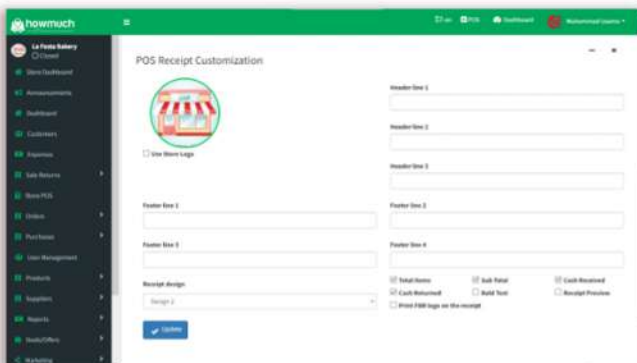 howmuch
POS
Dashboard
Muhammad Usama
La Festa Bakery
Closed
Store Dashboard
Announcements
Dashboard
Customers
Expenses
Sale Returns
Store POS
Orders
Purchases
User Management
Products
Suppliers
Reports
Deals/Offers
Marketing
POS Receipt Customization
Use Store Logo
Header line 1
Header line 2
Header line 3
Footer line 1
Footer line 2
Footer line 3
Footer line 4
Receipt design
Design 2
Total Items
Sub Total
Cash Received
Cash Returned
Bold Text
Receipt Preview
Print FBR logo on the receipt
Update